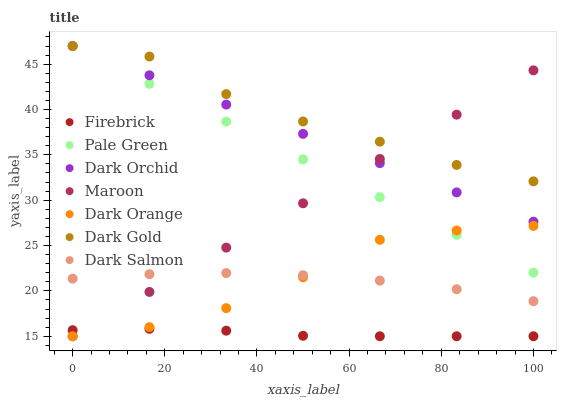 title
yaxis_label
45
40
35
30
25
20
15
Firebrick
Pale Green
Dark Orchid
Maroon
Dark Orange
Dark Gold
Dark Salmon
0 20 40 60 80 100
xaxis_label